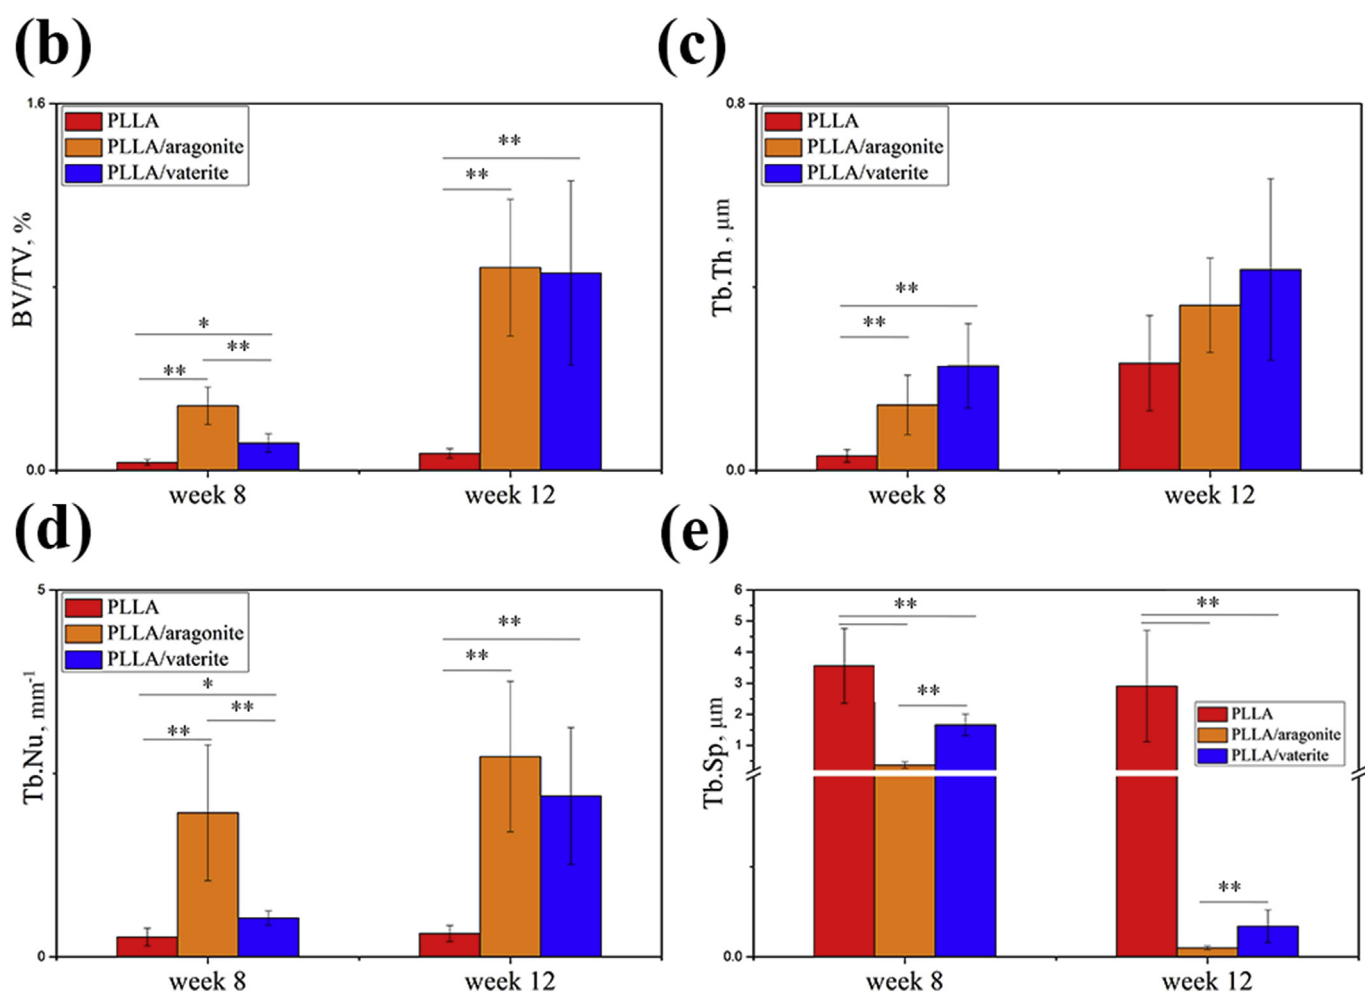 (b)
1.6
PLLA
PLLA/aragonite
PLLA/vaterite
BV/TV, %
**
**
*
**
**
0.0
week 8
week 12
(c)
0.8
PLLA
PLLA/aragonite
PLLA/vaterite
Tb.Th , μm
**
**
0.0
week 8
week 12
(d)
5
PLLA
PLLA/aragonite
PLLA/vaterite
Tb.Nu, mm⁻¹
**
**
*
**
**
0
week 8
week 12
(e)
6
5
4
3
2
1
0.0
Tb.Sp, μm
**
**
**
PLLA
PLLA/aragonite
PLLA/vaterite
**
week 8
week 12